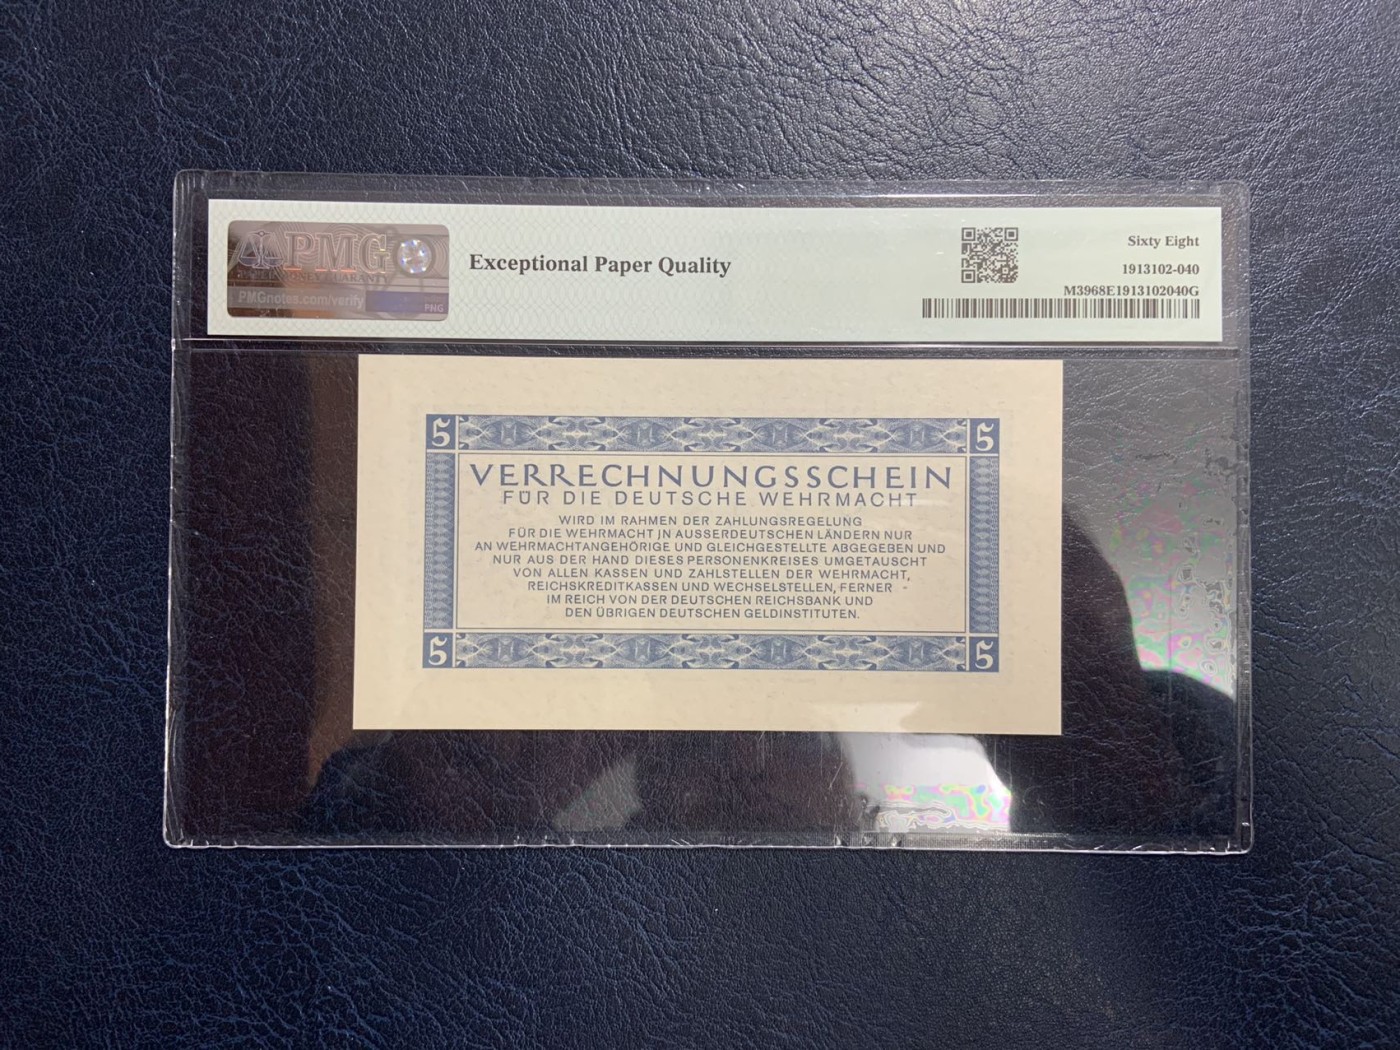 PMG
PMGnotes.com/verify
FNG
Exceptional Paper Quality
Sixty Eight
1913102-040
M3968E1913102040G
5
5
VERRECHNUNGSSCHEIN
FÜR DIE DEUTSCHE WEHRMACHT
WIRD IM RAHMEN DER ZAHLUNGSREGELUNG
FÜR DIE WEHRMACHT JN AUSSERDEUTSCHEN LÄNDERN NUR
AN WEHRMACHTANGEHÖRIGE UND GLEICHGESTELLTE ABGEGEBEN UND
NUR AUS DER HAND DIESES PERSONENKREISES UMGETAUSCHT
VON ALLEN KASSEN UND ZAHLSTELLEN DER WEHRMACHT,
REICHSKREDITKASSEN UND WECHSELSTELLEN, FERNER -
IM REICH VON DER DEUTSCHEN REICHSBANK UND
DEN ÜBRIGEN DEUTSCHEN GELDINSTITUTEN.
5
5